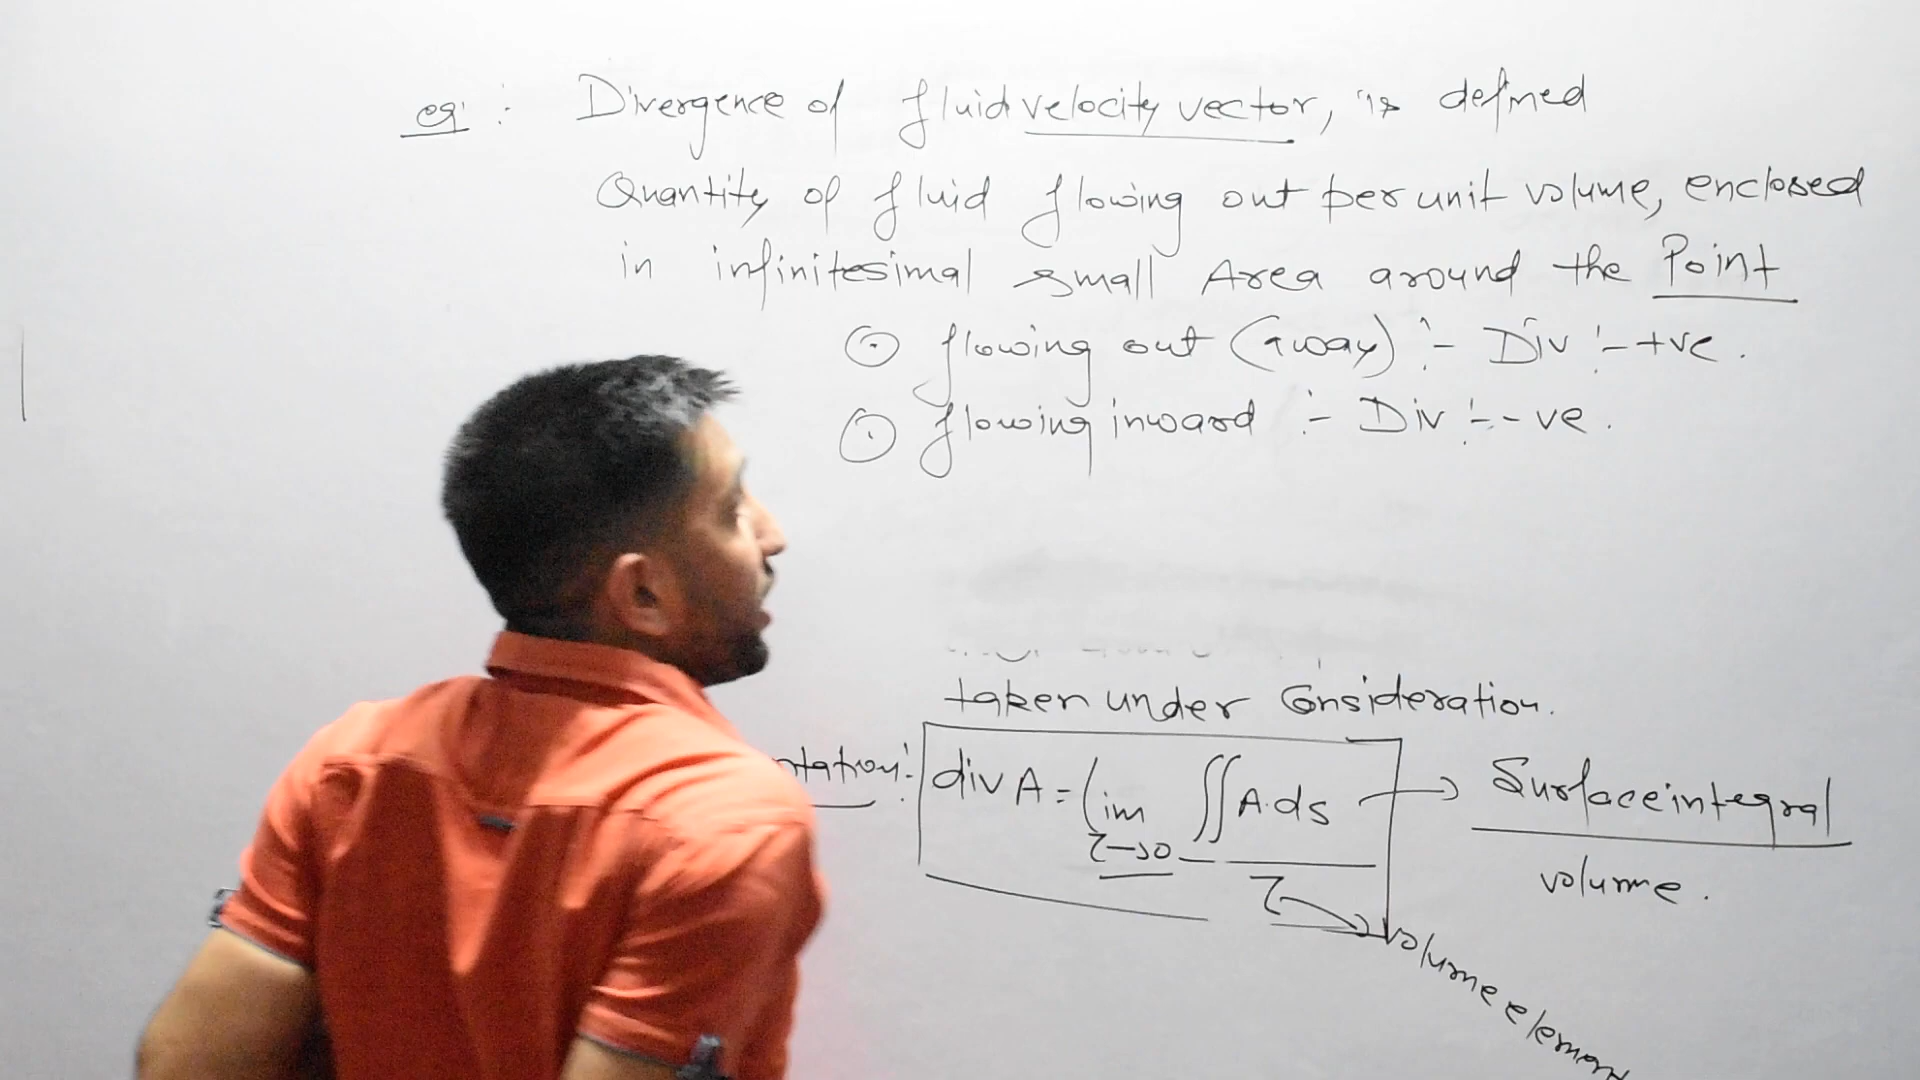 eg : Divergence of fluid velocity vector, is defined
Quantity of fluid flowing out per unit volume, enclosed
in infinitesimal small Area around the Point
⊙ flowing out (away) :- Div :- +ve.
⊙ flowing inward :- Div :- -ve.
taken under Consideration.
ntation:
div A = lim τ→0 ∬ A.ds / τ → Surface integral / volume.
volume element